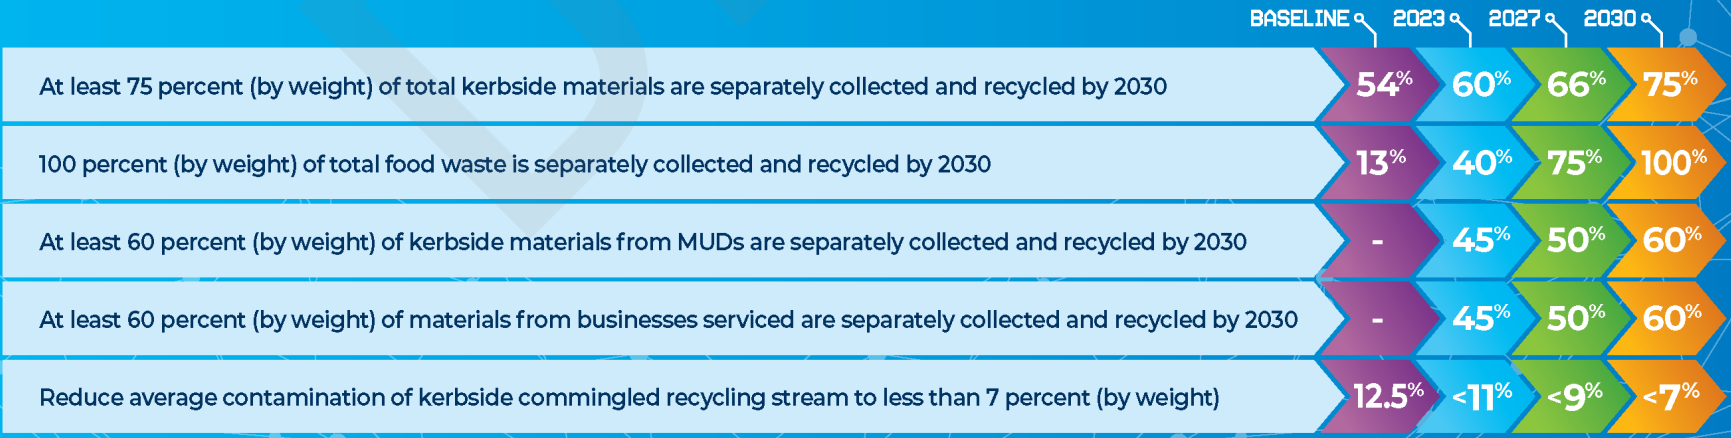 BASELINE 2023 2027 2030
At least 75 percent (by weight) of total kerbside materials are separately collected and recycled by 2030 54% 60% 66% 75%
100 percent (by weight) of total food waste is separately collected and recycled by 2030 13% 40% 75% 100%
At least 60 percent (by weight) of kerbside materials from MUDs are separately collected and recycled by 2030 - 45% 50% 60%
At least 60 percent (by weight) of materials from businesses serviced are separately collected and recycled by 2030 - 45% 50% 60%
Reduce average contamination of kerbside commingled recycling stream to less than 7 percent (by weight) 12.5% <11% <9% <7%